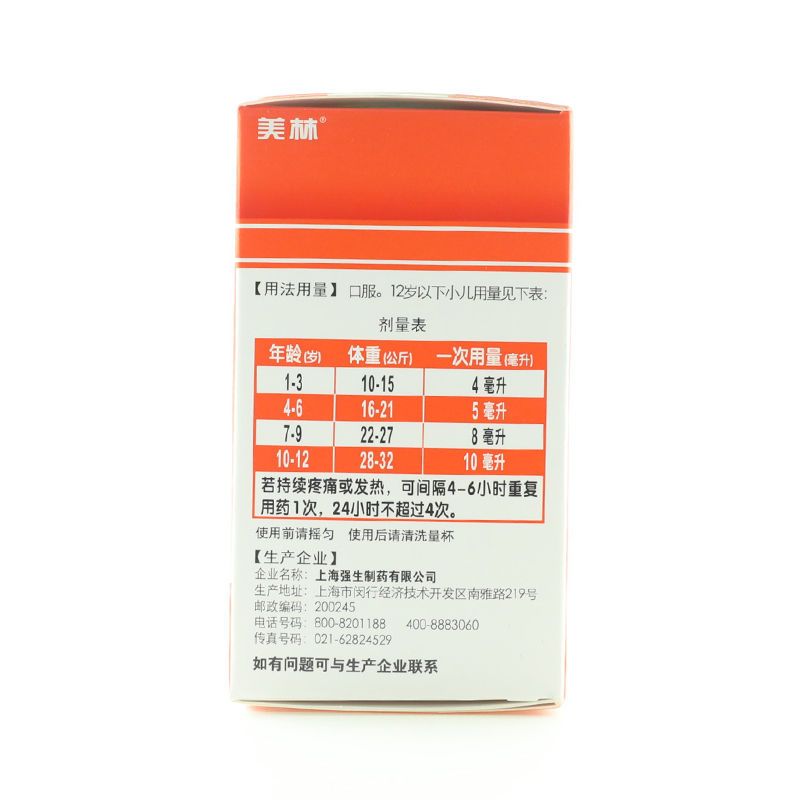 美林®
【用法用量】 口服。12岁以下小儿用量见下表:
剂量表
年龄(岁) 体重(公斤) 一次用量(毫升)
1-3 10-15 4 毫升
4-6 16-21 5 毫升
7-9 22-27 8 毫升
10-12 28-32 10 毫升
若持续疼痛或发热，可间隔4-6小时重复
用药1次，24小时不超过4次。
使用前请摇匀 使用后请清洗量杯
【生产企业】
企业名称: 上海强生制药有限公司
生产地址: 上海市闵行经济技术开发区南雅路219号
邮政编码: 200245
电话号码: 800-8201188 400-8883060
传真号码: 021-62824529
如有问题可与生产企业联系